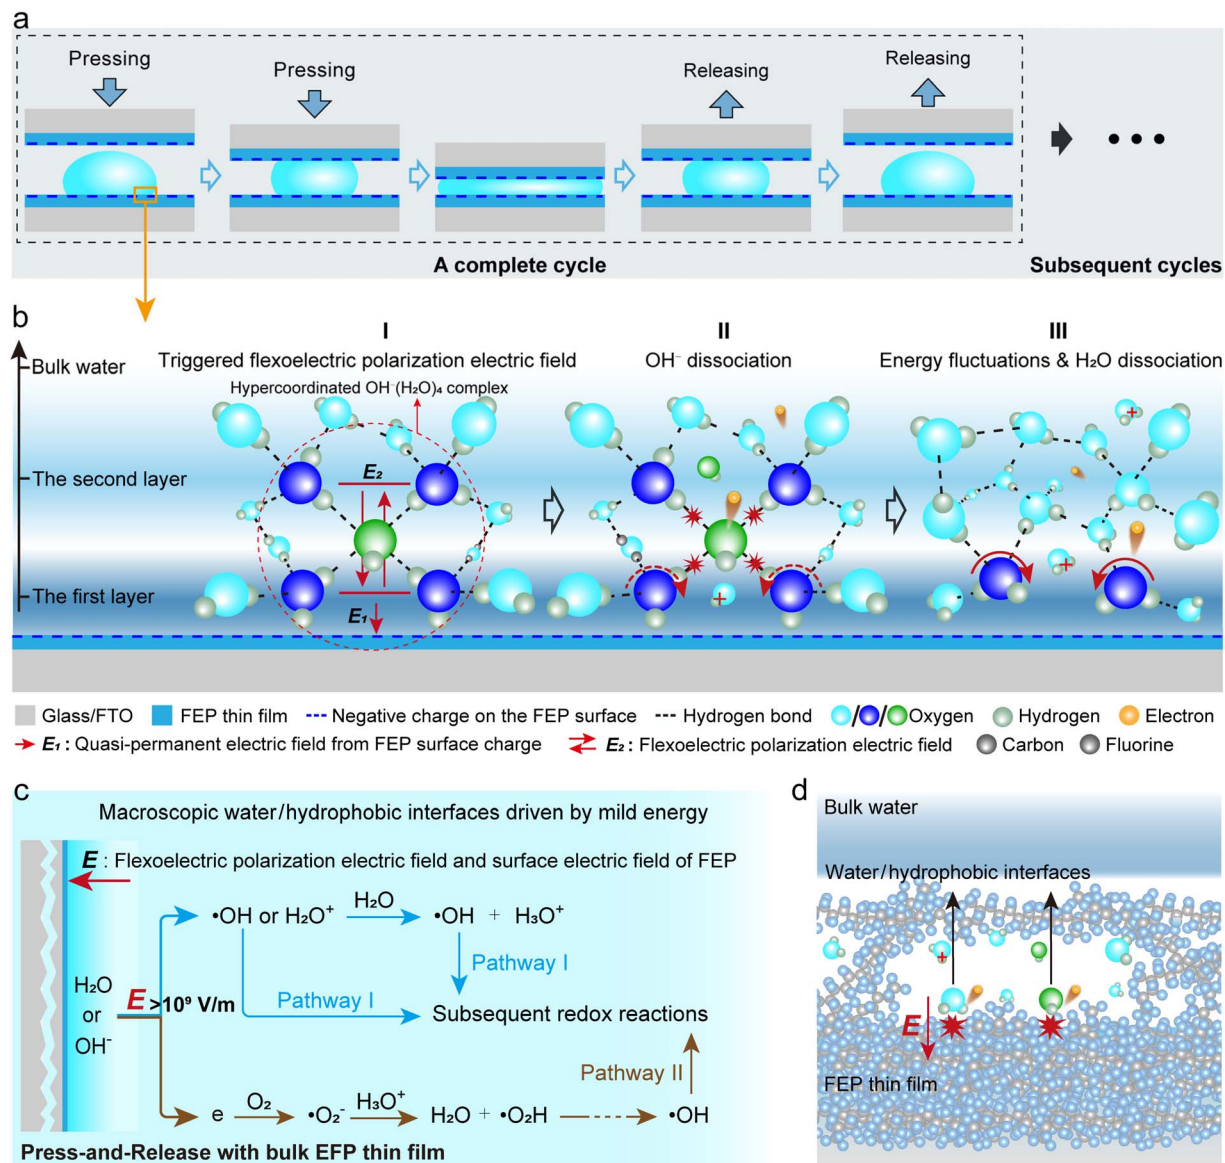 a
Pressing
Pressing
Releasing
Releasing
A complete cycle
Subsequent cycles
b
I
II
III
Bulk water
Triggered flexoelectric polarization electric field
OH⁻ dissociation
Energy fluctuations & H₂O dissociation
Hypercoordinated OH⁻(H₂O)₄ complex
The second layer
E₂
The first layer
E₁
+
+
+
Glass/FTO
FEP thin film
Negative charge on the FEP surface
Hydrogen bond
/ / Oxygen
Hydrogen
Electron
E₁ : Quasi-permanent electric field from FEP surface charge
E₂ : Flexoelectric polarization electric field
Carbon
Fluorine
c
Macroscopic water/hydrophobic interfaces driven by mild energy
E : Flexoelectric polarization electric field and surface electric field of FEP
•OH or H₂O⁺
H₂O
•OH + H₃O⁺
Pathway I
H₂O
or
OH⁻
E >10⁹ V/m
Pathway I
Subsequent redox reactions
Pathway II
e
O₂
•O₂⁻
H₃O⁺
H₂O + •O₂H
•OH
Press-and-Release with bulk EFP thin film
d
Bulk water
Water/hydrophobic interfaces
+
E
FEP thin film